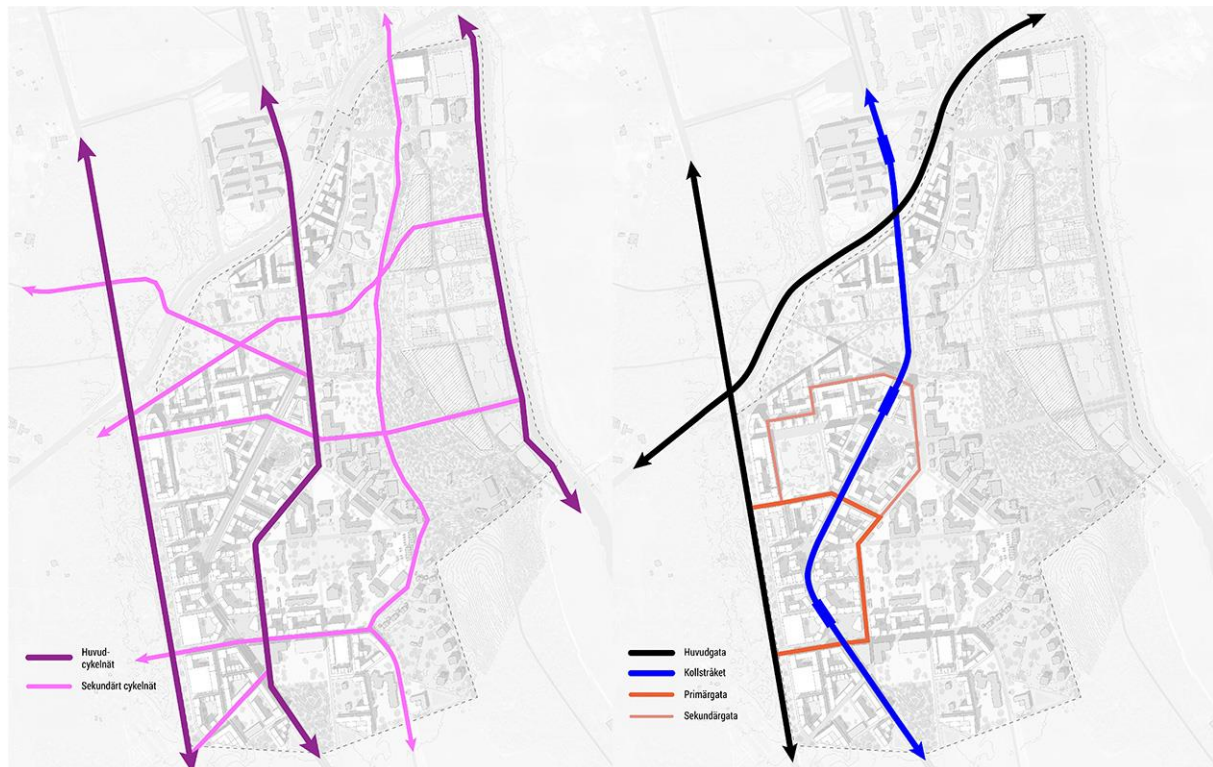 Huvud-
cykelnät
Sekundärt cykelnät
Huvudgata
Kollstråket
Primärgata
Sekundärgata